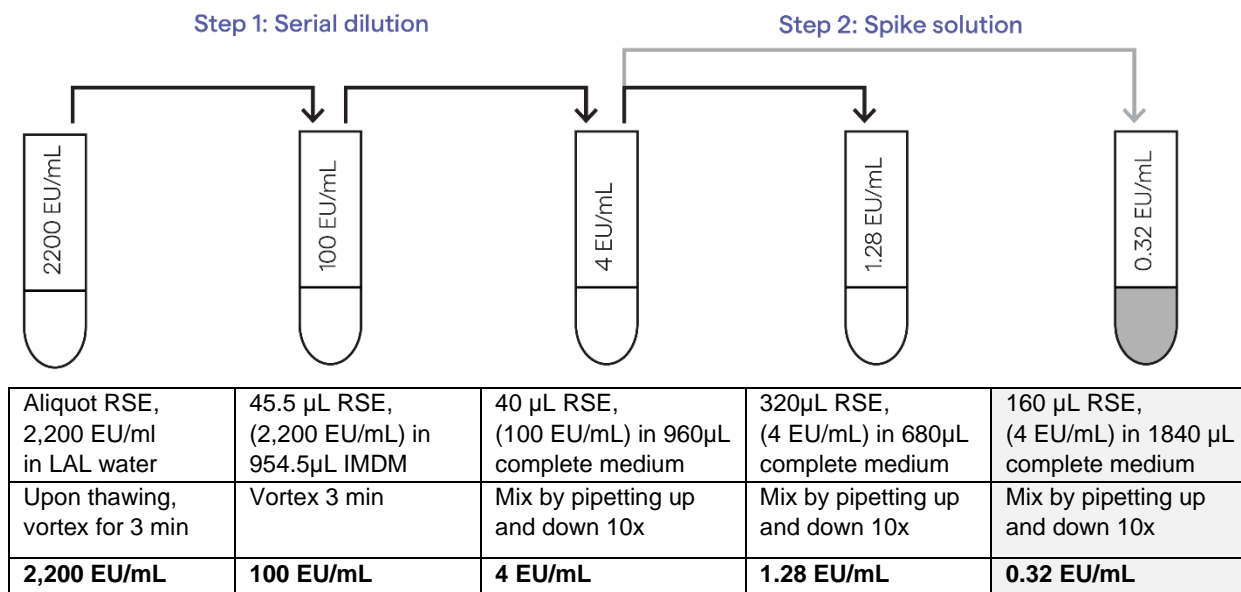 Step 1: Serial dilution
Step 2: Spike solution
2200 EU/mL
100 EU/mL
4 EU/mL
1.28 EU/mL
0.32 EU/mL
Aliquot RSE,
2,200 EU/ml
in LAL water
45.5 µL RSE,
(2,200 EU/mL) in
954.5µL IMDM
40 µL RSE,
(100 EU/mL) in 960µL
complete medium
320µL RSE,
(4 EU/mL) in 680µL
complete medium
160 µL RSE,
(4 EU/mL) in 1840 µL
complete medium
Upon thawing,
vortex for 3 min
Vortex 3 min
Mix by pipetting up
and down 10x
Mix by pipetting up
and down 10x
Mix by pipetting up
and down 10x
2,200 EU/mL
100 EU/mL
4 EU/mL
1.28 EU/mL
0.32 EU/mL